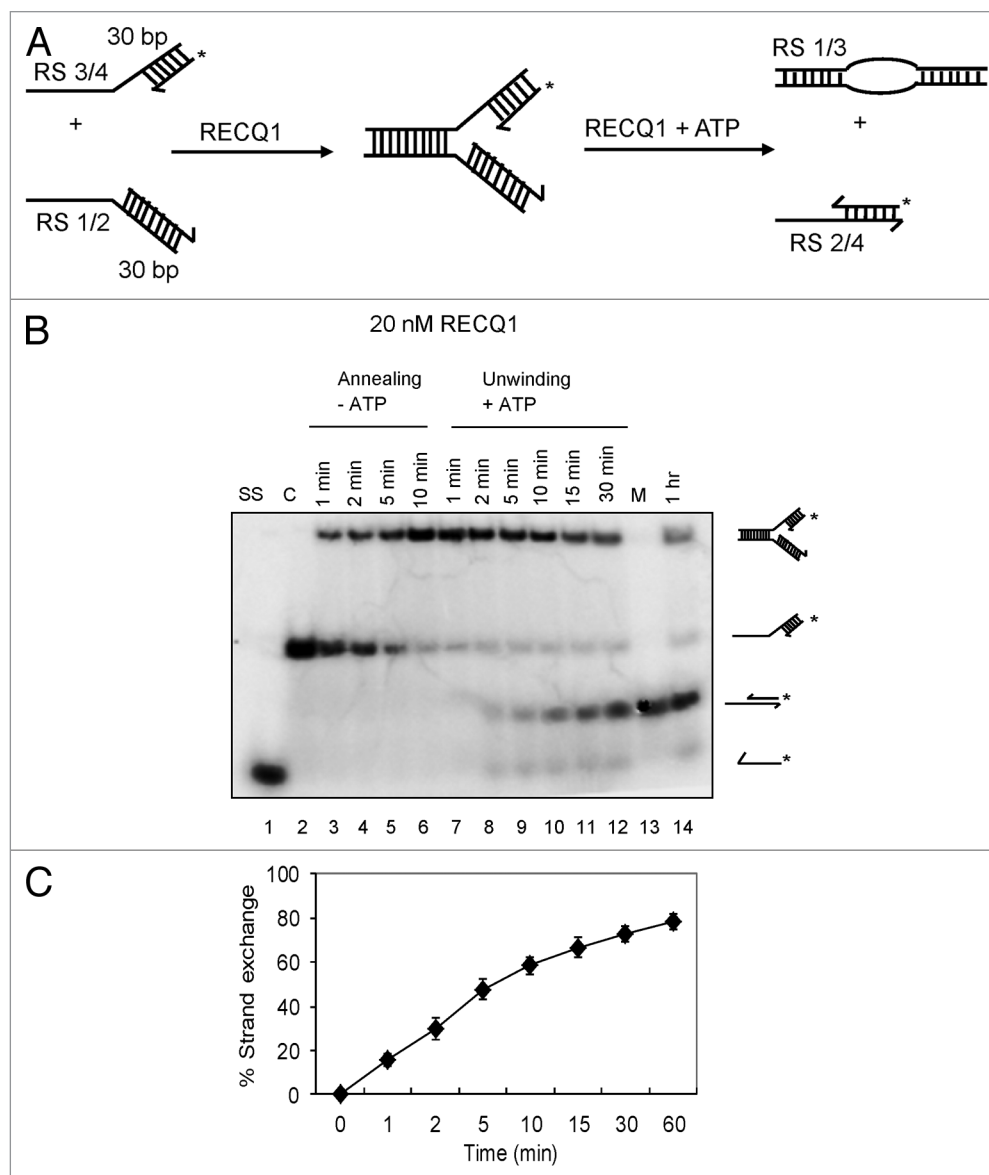 A
30 bp
RS 3/4
*
+
RECQ1
RS 1/2
30 bp
*
RECQ1 + ATP
RS 1/3
+
*
RS 2/4
B
20 nM RECQ1
Annealing
- ATP
Unwinding
+ ATP
SS C 1 min 2 min 5 min 10 min 1 min 2 min 5 min 10 min 15 min 30 min M 1 hr
*
*
*
*
1 2 3 4 5 6 7 8 9 10 11 12 13 14
C
% Strand exchange
100
80
60
40
20
0
0 1 2 5 10 15 30 60
Time (min)